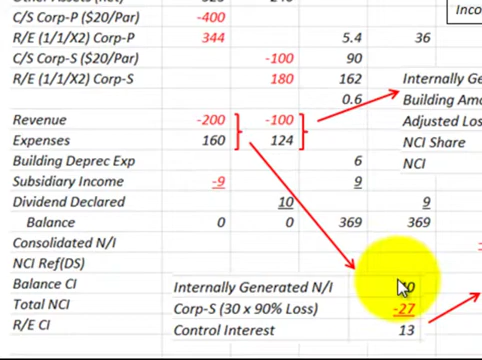 Inco
C/S Corp-P ($20/Par) -400
R/E (1/1/X2) Corp-P 344 5.4 36
C/S Corp-S ($20/Par) -100 90
R/E (1/1/X2) Corp-S 180 162 Internally Ge
0.6 Building Amo
Revenue -200 -100 Adjusted Los
Expenses 160 124 NCI Share
Building Deprec Exp 6 NCI
Subsidiary Income -9 9
Dividend Declared 10 9
Balance 0 0 369 369
Consolidated N/I
NCI Ref(DS)
Balance CI Internally Generated N/I
Total NCI Corp-S (30 x 90% Loss) -27
R/E CI Control Interest 13